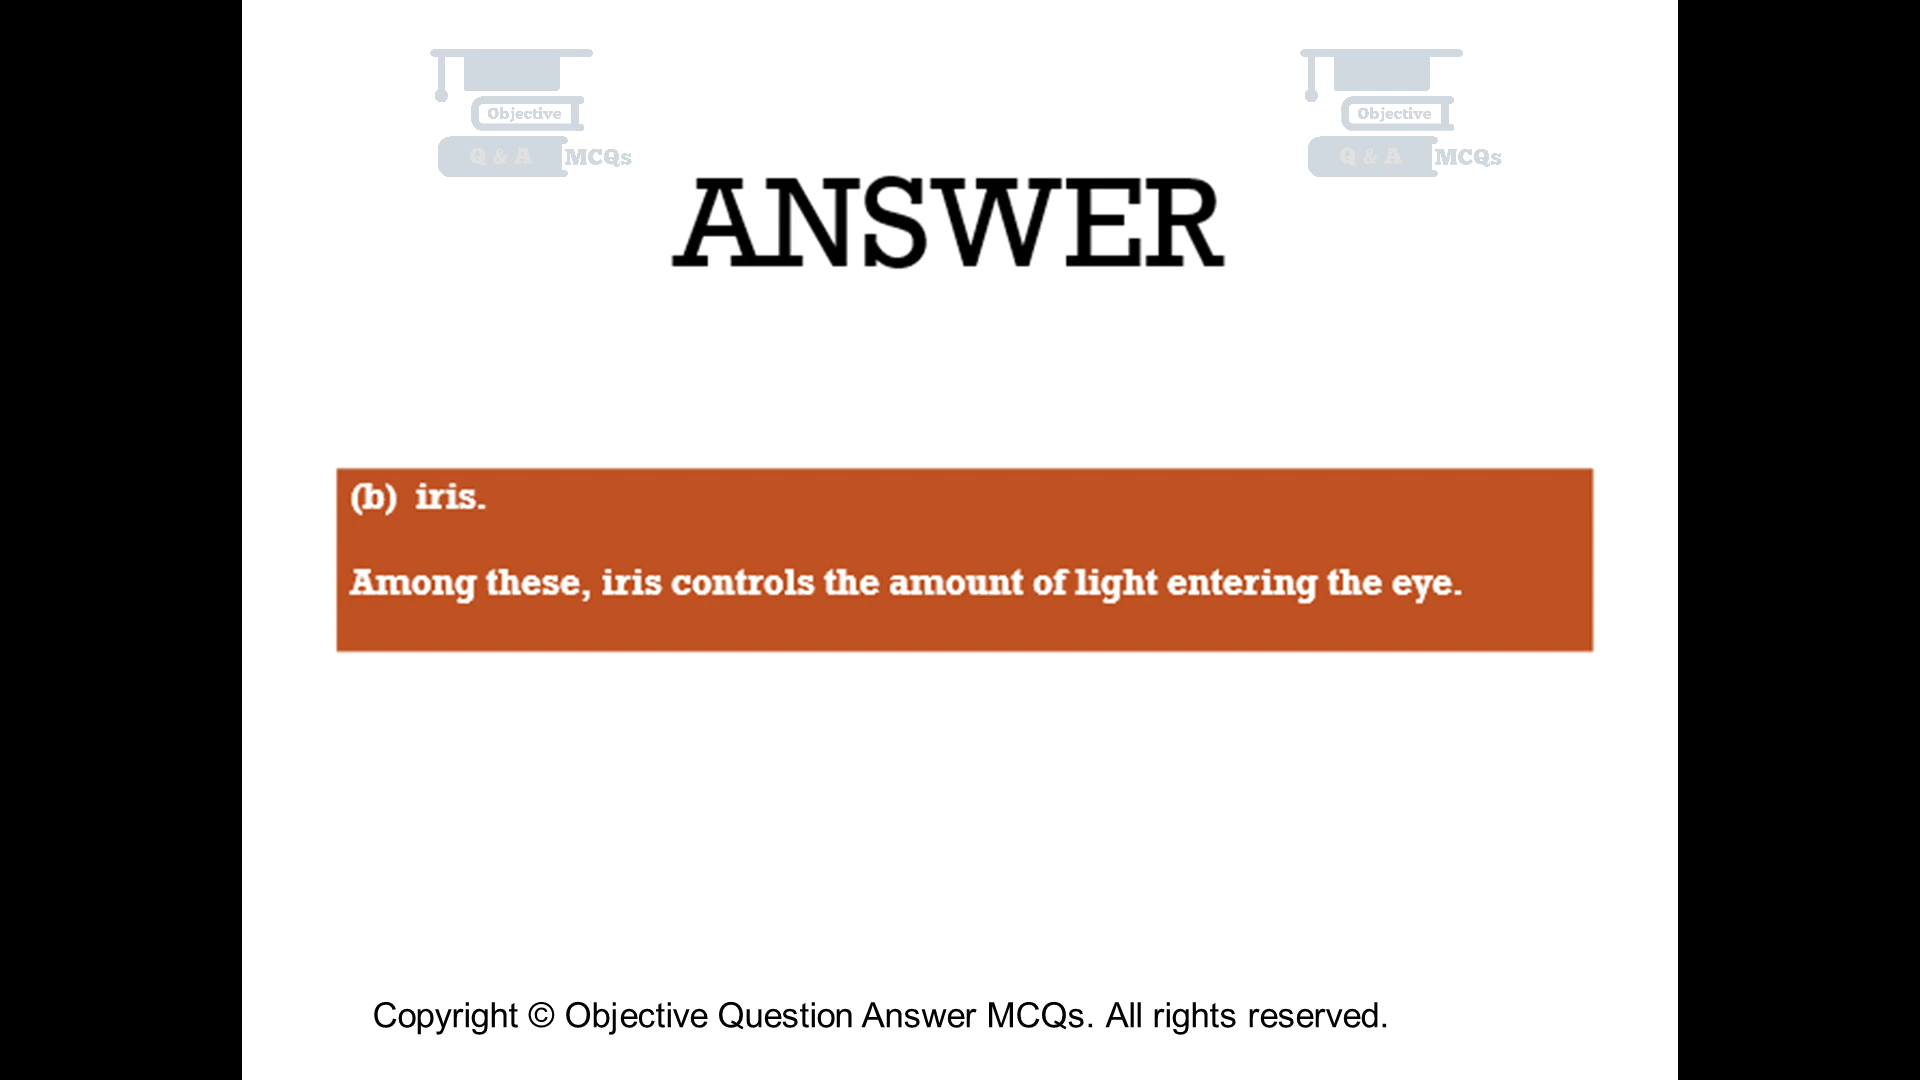 Objective
Q & A MCQs
Objective
Q & A MCQs
ANSWER
(b) iris.
Among these, iris controls the amount of light entering the eye.
Copyright © Objective Question Answer MCQs. All rights reserved.